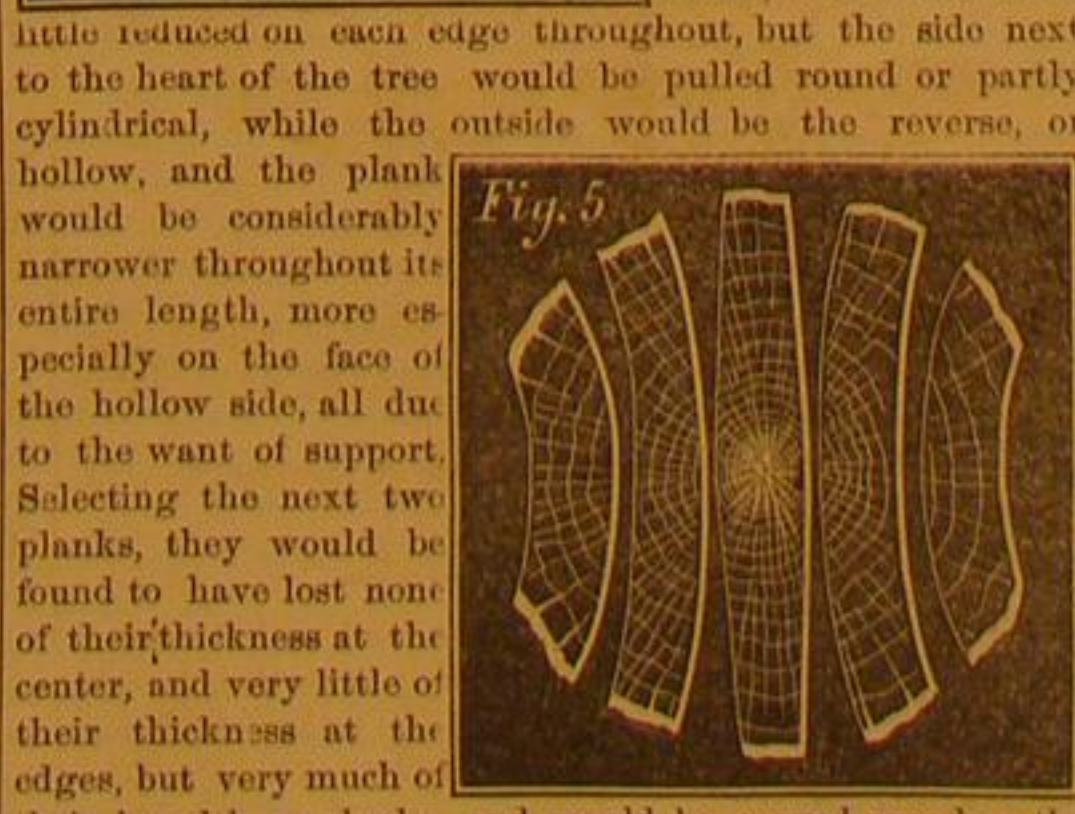 little reduced on each edge throughout, but the side next
to the heart of the tree would be pulled round or partly
cylindrical, while the outside would be the reverse, or
hollow, and the plank
would be considerably
narrower throughout its
entire length, more es-
pecially on the face of
the hollow side, all due
to the want of support.
Selecting the next two
planks, they would be
found to have lost none
of their thickness at the
center, and very little of
their thickness at the
edges, but very much of
Fig. 5